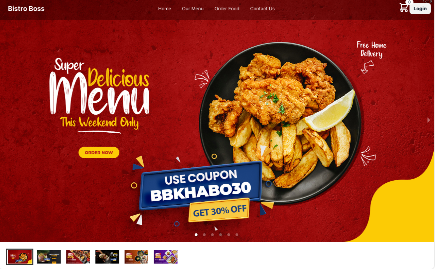 Bistro Boss
Home Our Menu Order Food Contact Us
Login
Super
Delicious
Menu
This Weekend Only
ORDER NOW
Free Home
Delivery
USE COUPON
BBKHABO30
GET 30% OFF